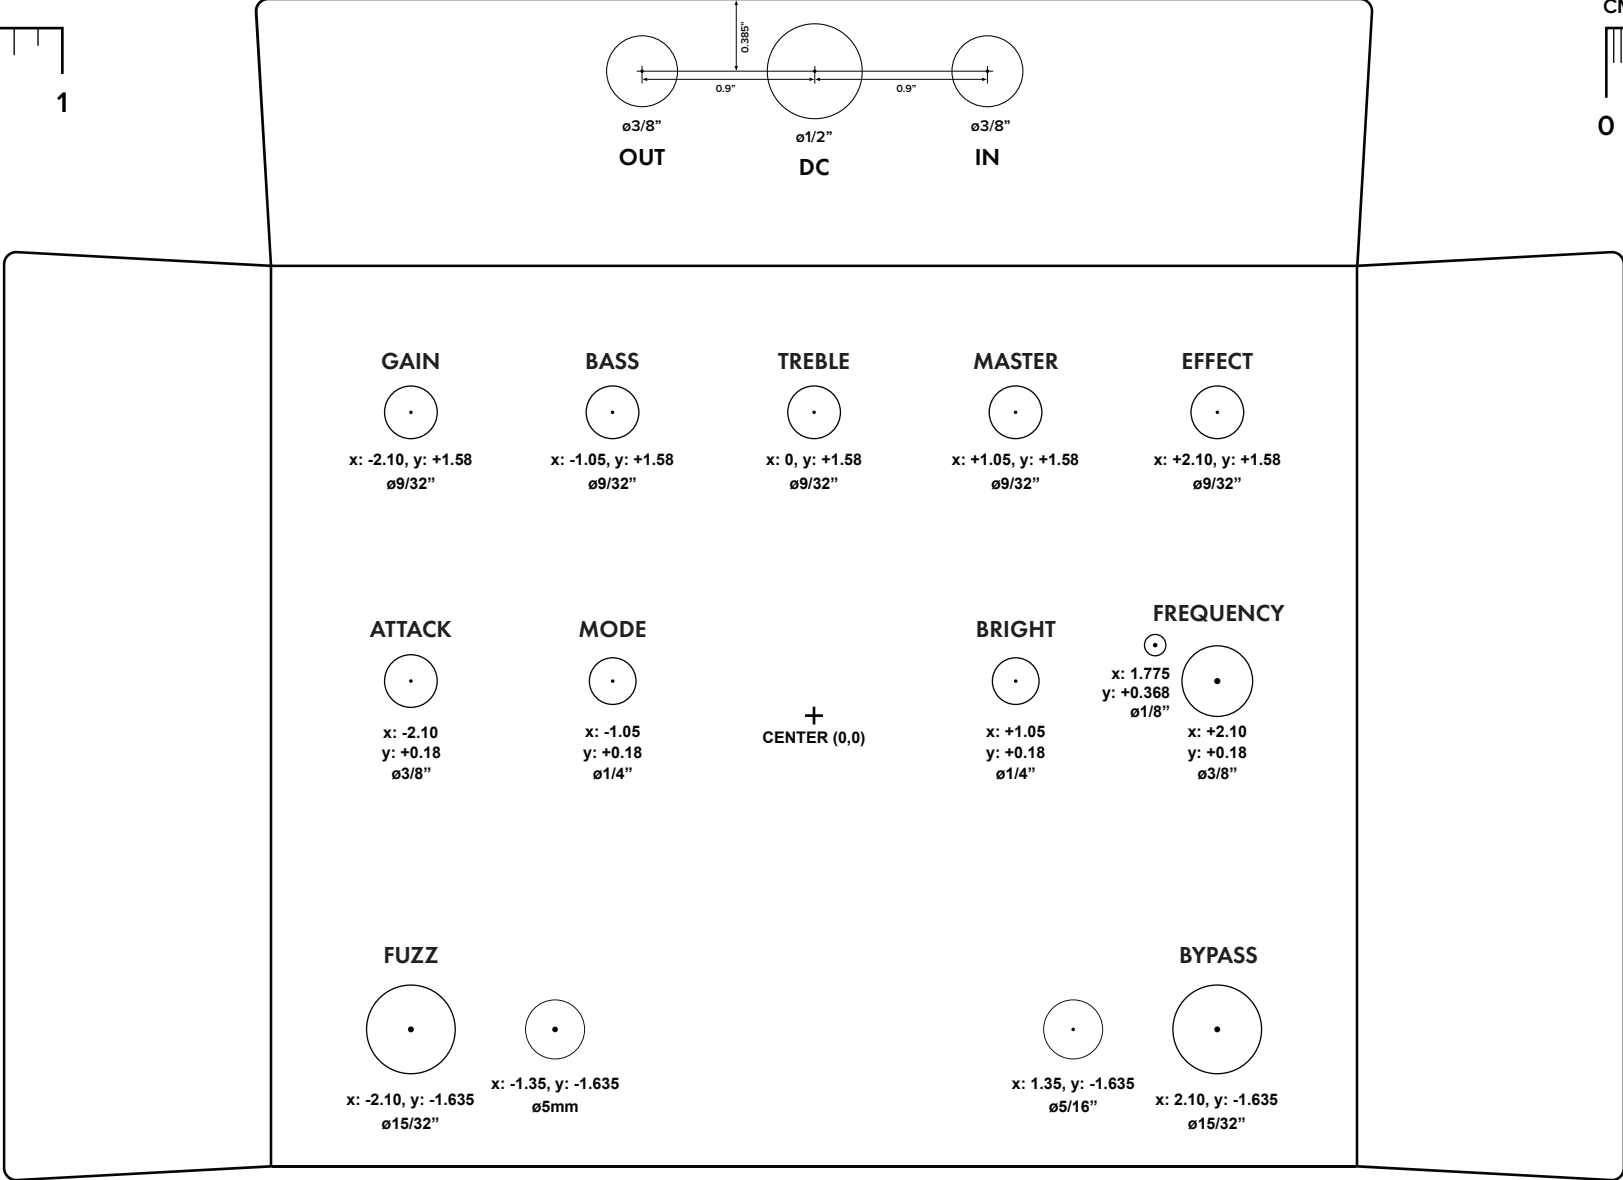 CM
1
0
0.385”
0.9”
0.9”
ø3/8”
ø1/2”
ø3/8”
OUT
DC
IN
GAIN
BASS
TREBLE
MASTER
EFFECT
x: -2.10, y: +1.58
ø9/32”
x: -1.05, y: +1.58
ø9/32”
x: 0, y: +1.58
ø9/32”
x: +1.05, y: +1.58
ø9/32”
x: +2.10, y: +1.58
ø9/32”
ATTACK
x: -2.10
y: +0.18
ø3/8”
MODE
x: -1.05
y: +0.18
ø1/4”
CENTER (0,0)
BRIGHT
x: +1.05
y: +0.18
ø1/4”
FREQUENCY
x: 1.775
y: +0.368
ø1/8”
x: +2.10
y: +0.18
ø3/8”
FUZZ
x: -2.10, y: -1.635
ø15/32”
x: -1.35, y: -1.635
ø5mm
x: 1.35, y: -1.635
ø5/16”
BYPASS
x: 2.10, y: -1.635
ø15/32”